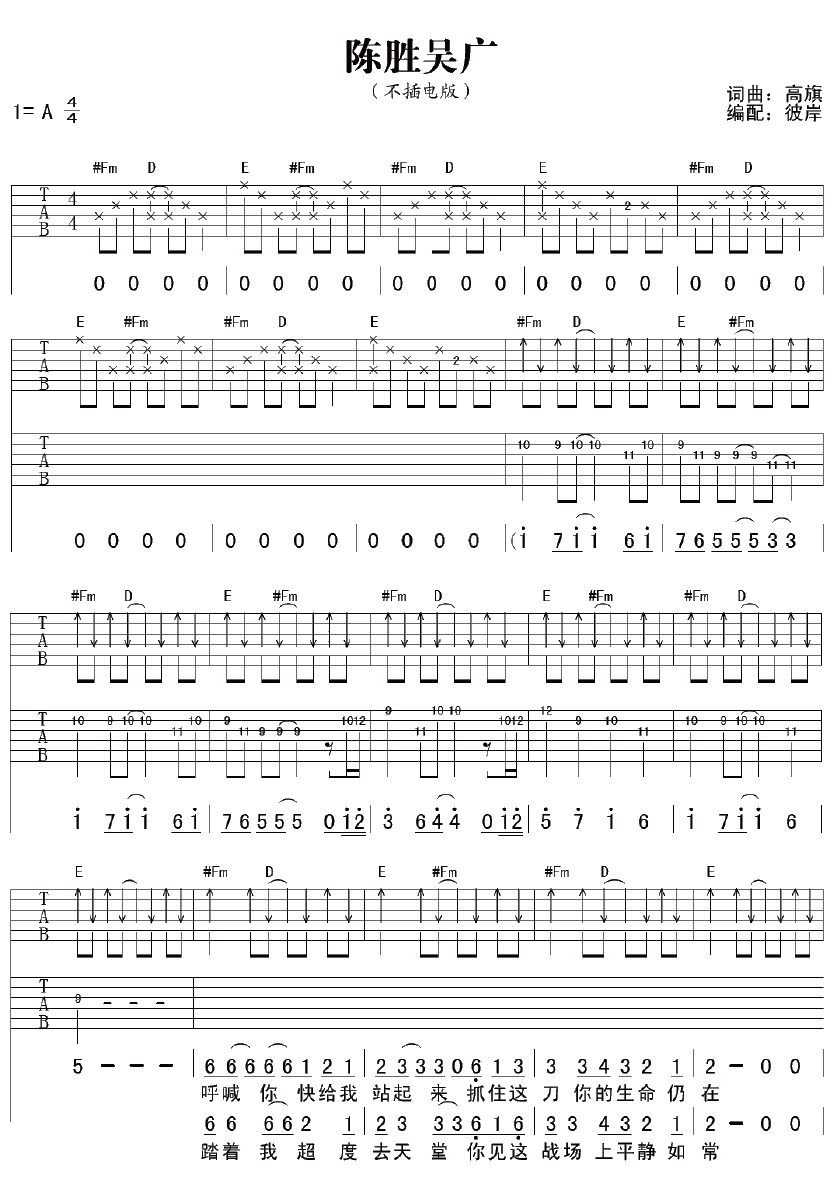 陈胜吴广
（不插电版）
词曲：高旗
1= A 4/4
编配：彼岸
#Fm D E #Fm #Fm D E #Fm D
T A B 4 4 2
0 0 0 0 0 0 0 0 0 0 0 0 0 0 0 0 0 0 0 0
E #Fm #Fm D E #Fm D E #Fm
T A B 2
T A B 10 9 10 10 11 10 9 11 9 9 9 11 11
0 0 0 0 0 0 0 0 0 0 0 0 (i 7 i i 6 i 7 6 5 5 5 3 3
#Fm D E #Fm #Fm D E #Fm #Fm D
T A B
T A B 10 9 10 10 11 10 9 11 9 9 9 10 12 9 11 10 10 10 12 12 9 10 11 10 9 10 10 11
i 7 i i 6 i 7 6 5 5 5 0 i 2 3 6 4 4 0 i 2 5 7 i 6 i 7 i i 6
E #Fm D E #Fm #Fm D E
T A B
T A B 9 - - -
5 - - - 6 6 6 6 6 1 2 1 2 3 3 3 0 6 1 3 3 3 4 3 2 1 2 - 0 0
呼喊 你 快给我 站起 来 抓住这 刀 你的生命仍在
6 6 6 6 2 1 2 3 3 3 6 1 6 3 3 4 3 2 1 2 - 0 0
踏着 我 超 度 去天 堂 你见这 战场 上平静如 常